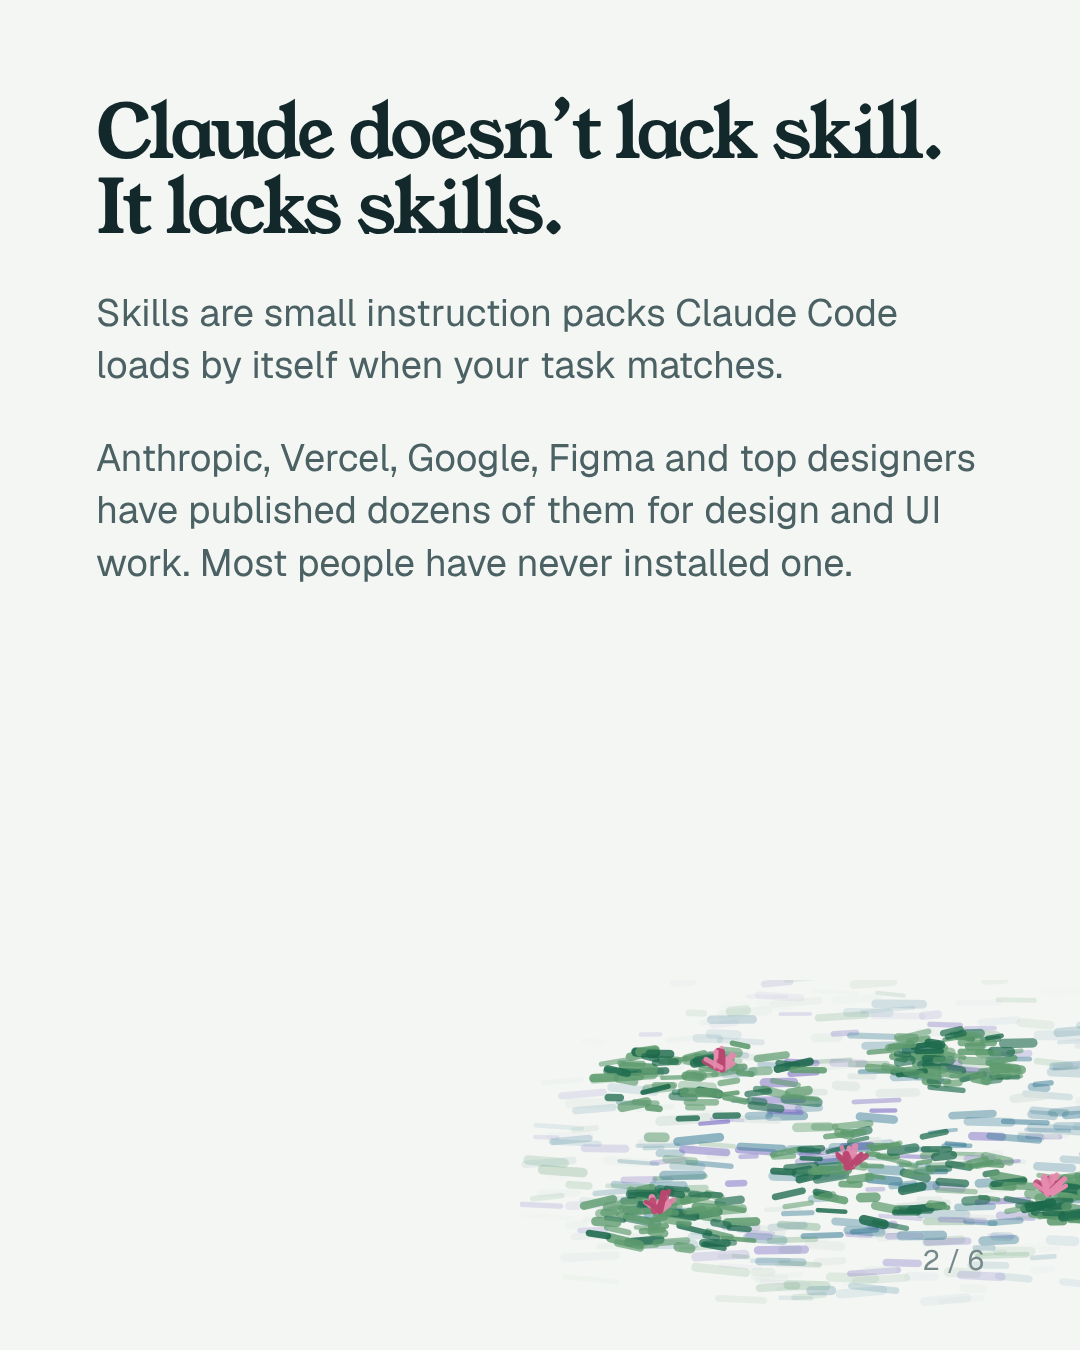 Claude doesn’t lack skill.
It lacks skills.
Skills are small instruction packs Claude Code
loads by itself when your task matches.
Anthropic, Vercel, Google, Figma and top designers
have published dozens of them for design and UI
work. Most people have never installed one.
2 / 6